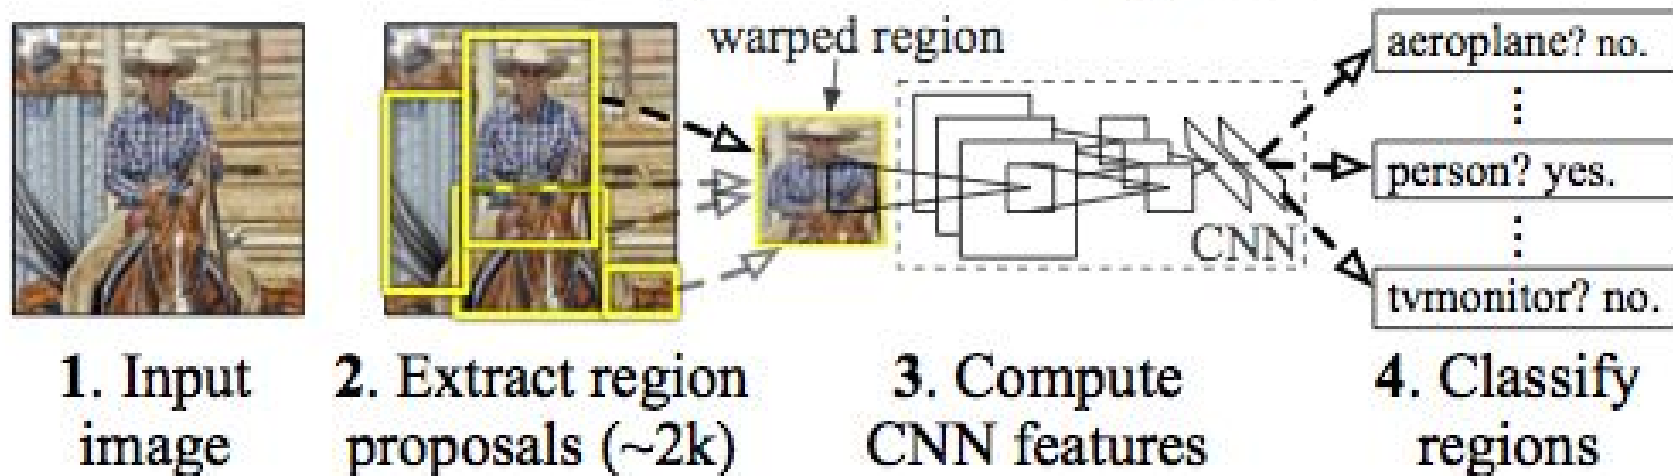 warped region
aeroplane? no.
person? yes.
CNN
tvmonitor? no.
1. Input
image
2. Extract region
proposals (~2k)
3. Compute
CNN features
4. Classify
regions